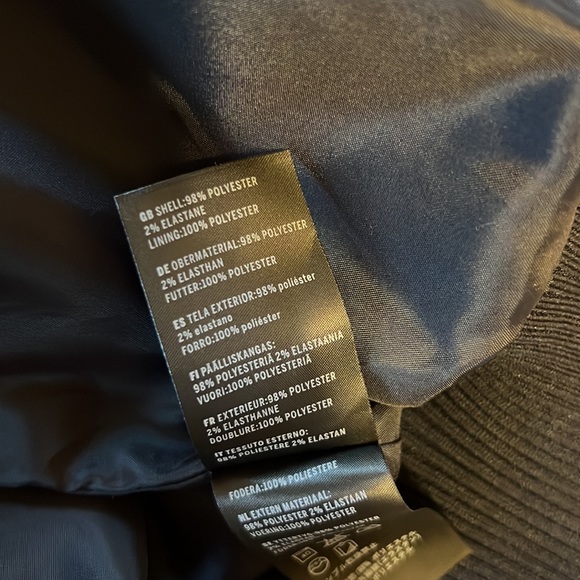 GB SHELL:98% POLYESTER
2% ELASTANE
LINING:100% POLYESTER
DE OBERMATERIAL:98% POLYESTER
2% ELASTHAN
FUTTER:100% POLYESTER
ES TELA EXTERIOR:98% poliéster
2% elastano
FORRO:100% poliéster
FI PÄÄLLISKANGAS:
98% POLYESTERIÄ 2% ELASTAANIA
VUORI:100% POLYESTERIÄ
FR EXTERIEUR:98% POLYESTER
2% ELASTHANNE
DOUBLURE:100% POLYESTER
IT TESSUTO ESTERNO:
98% POLIESTERE 2% ELASTAN
FODERA:100% POLIESTERE
NL EXTERN MATERIAAL:
98% POLYESTER 2% ELASTAAN
VOERING:100% POLYESTER